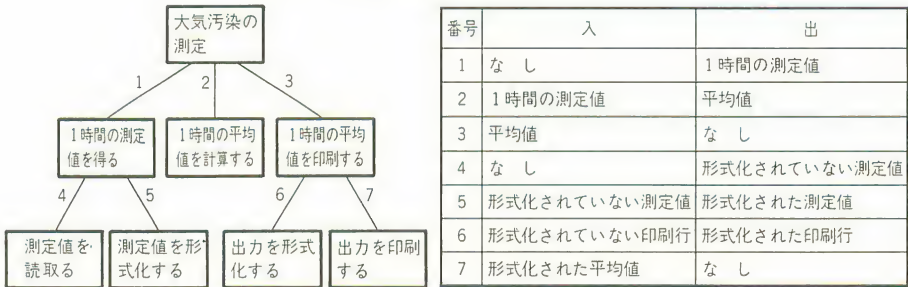 大気汚染の
測定
1
2
3
1時間の測定
値を得る
1時間の平均
値を計算する
1時間の平均
値を印刷する
4
5
6
7
測定値を
読取る
測定値を形
式化する
出力を形式
化する
出力を印刷
する
番号 入 出
1 な し 1時間の測定値
2 1時間の測定値 平均値
3 平均値 な し
4 な し 形式化されていない測定値
5 形式化されていない測定値 形式化された測定値
6 形式化されていない印刷行 形式化された印刷行
7 形式化された平均値 な し